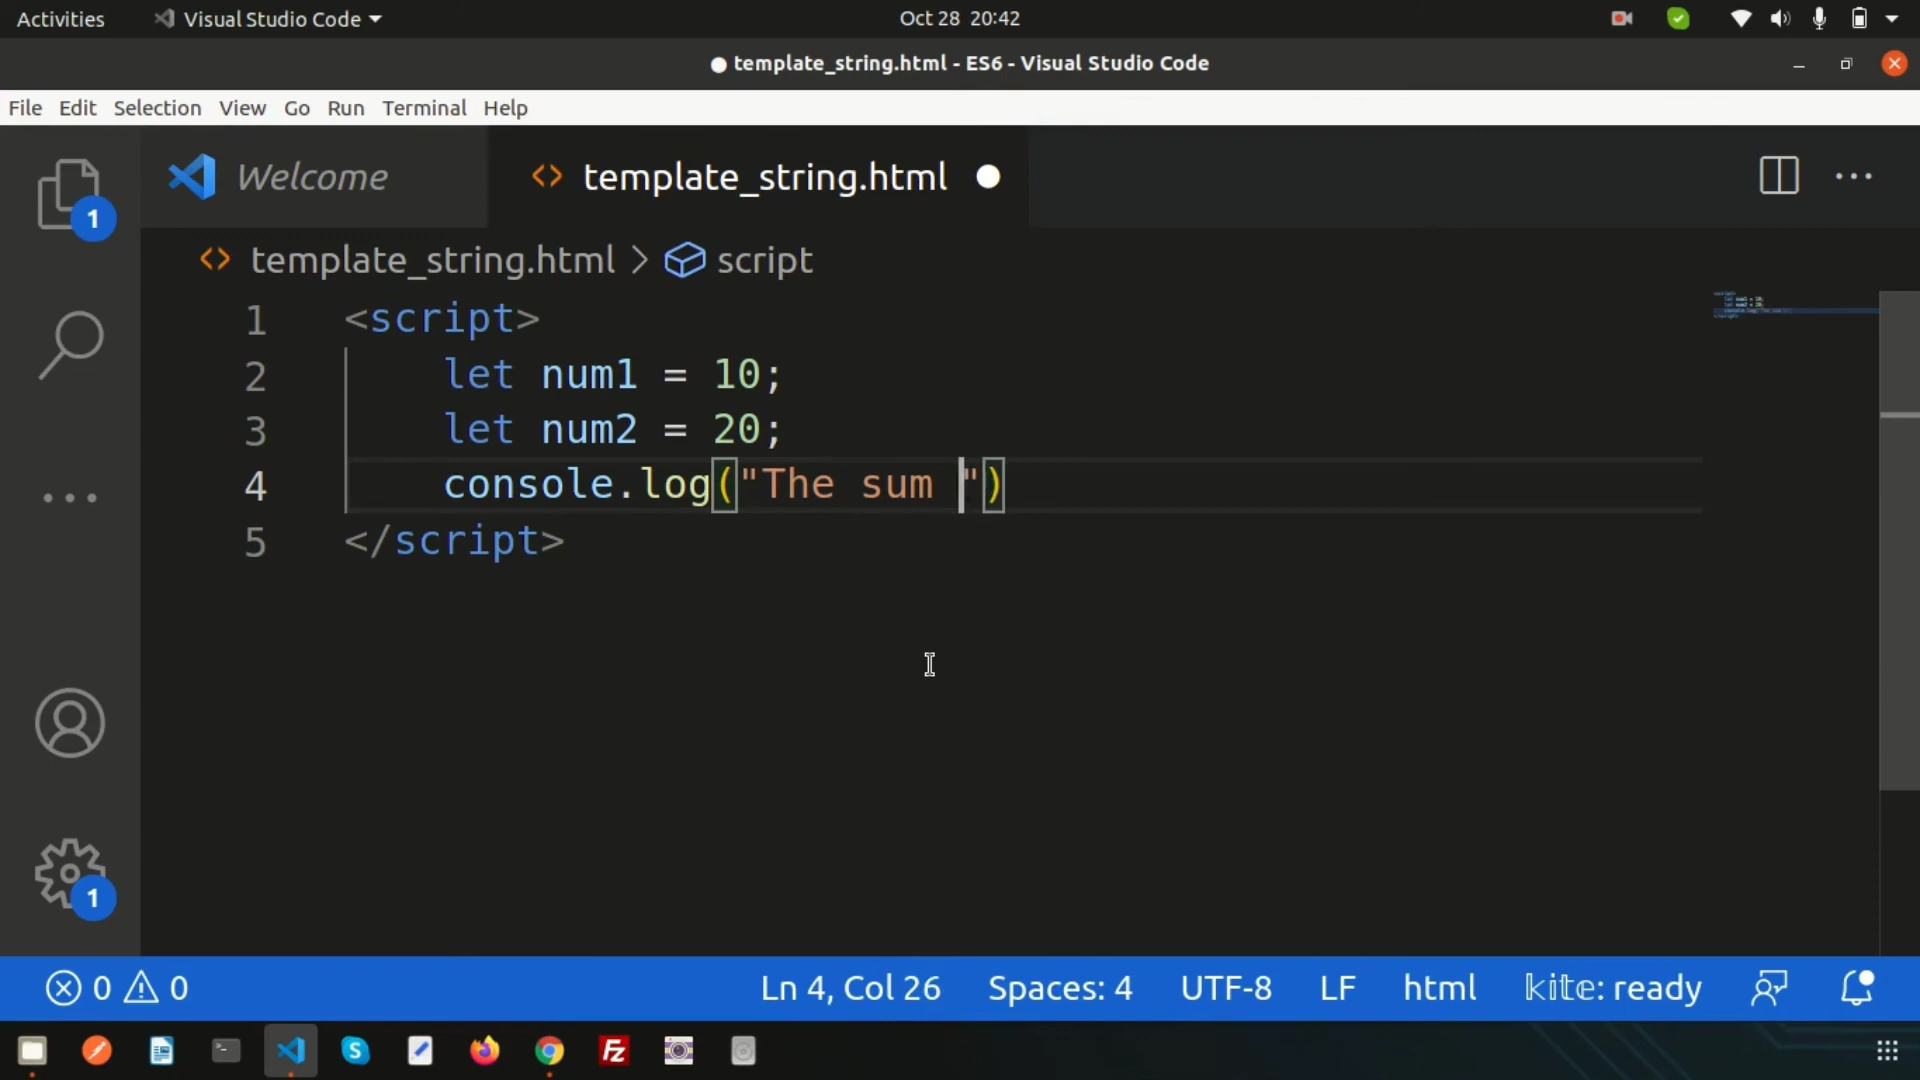 Activities Visual Studio Code Oct 28 20:42
template_string.html - ES6 - Visual Studio Code
File Edit Selection View Go Run Terminal Help
1 Welcome template_string.html
template_string.html > script
1 <script>
2 let num1 = 10;
3 let num2 = 20;
4 console.log("The sum ")
5 </script>
1
0 0 Ln 4, Col 26 Spaces: 4 UTF-8 LF html kite: ready